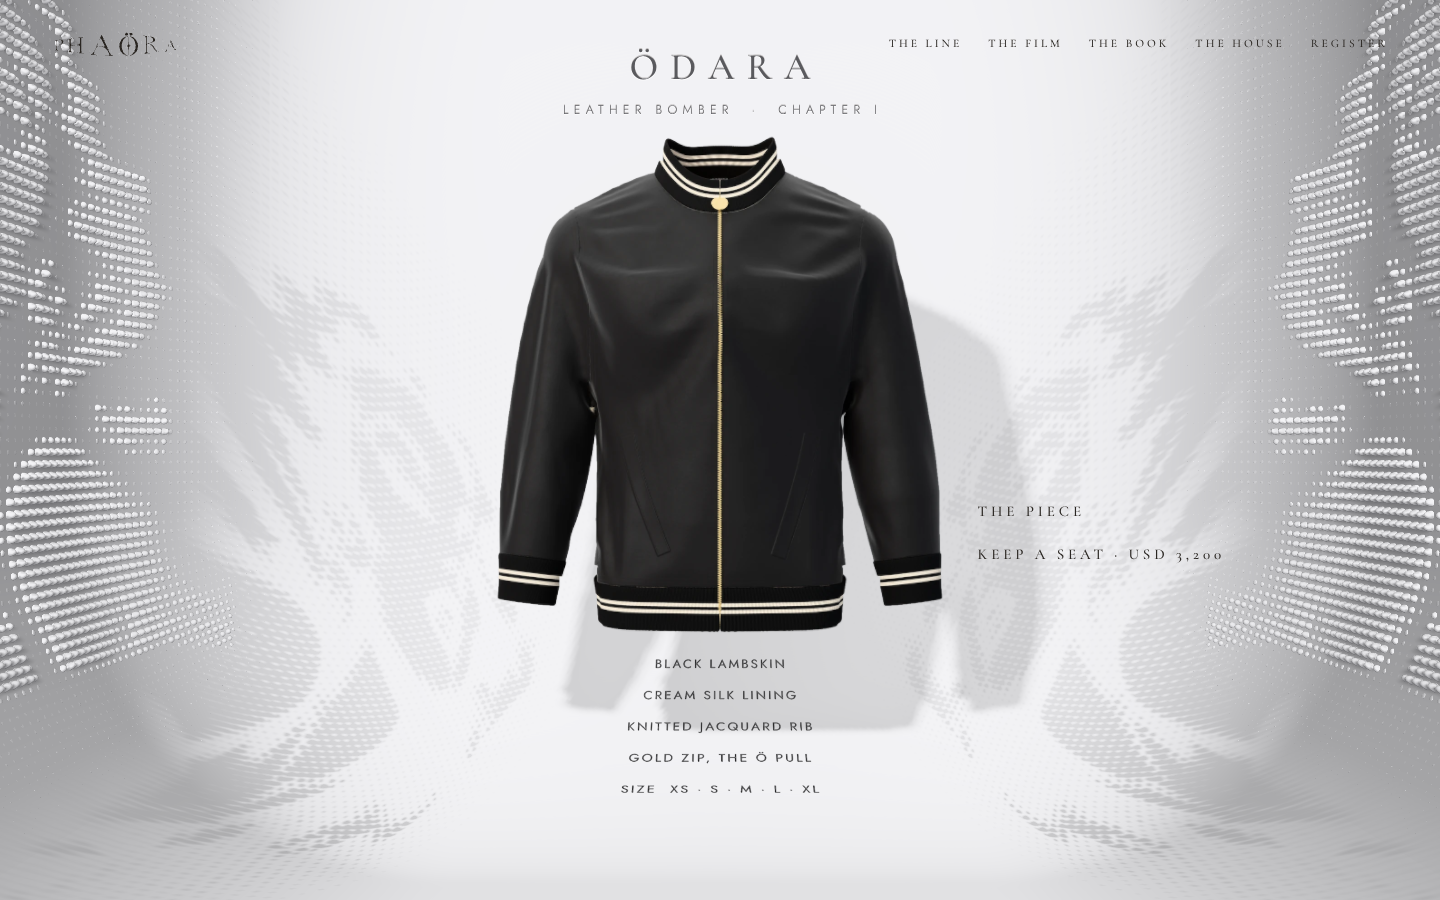 PHAÖRA
THE LINE THE FILM THE BOOK THE HOUSE REGISTER
ÖDARA
LEATHER BOMBER · CHAPTER I
THE PIECE
KEEP A SEAT · USD 3,200
BLACK LAMBSKIN
CREAM SILK LINING
KNITTED JACQUARD RIB
GOLD ZIP, THE Ö PULL
SIZE XS · S · M · L · XL